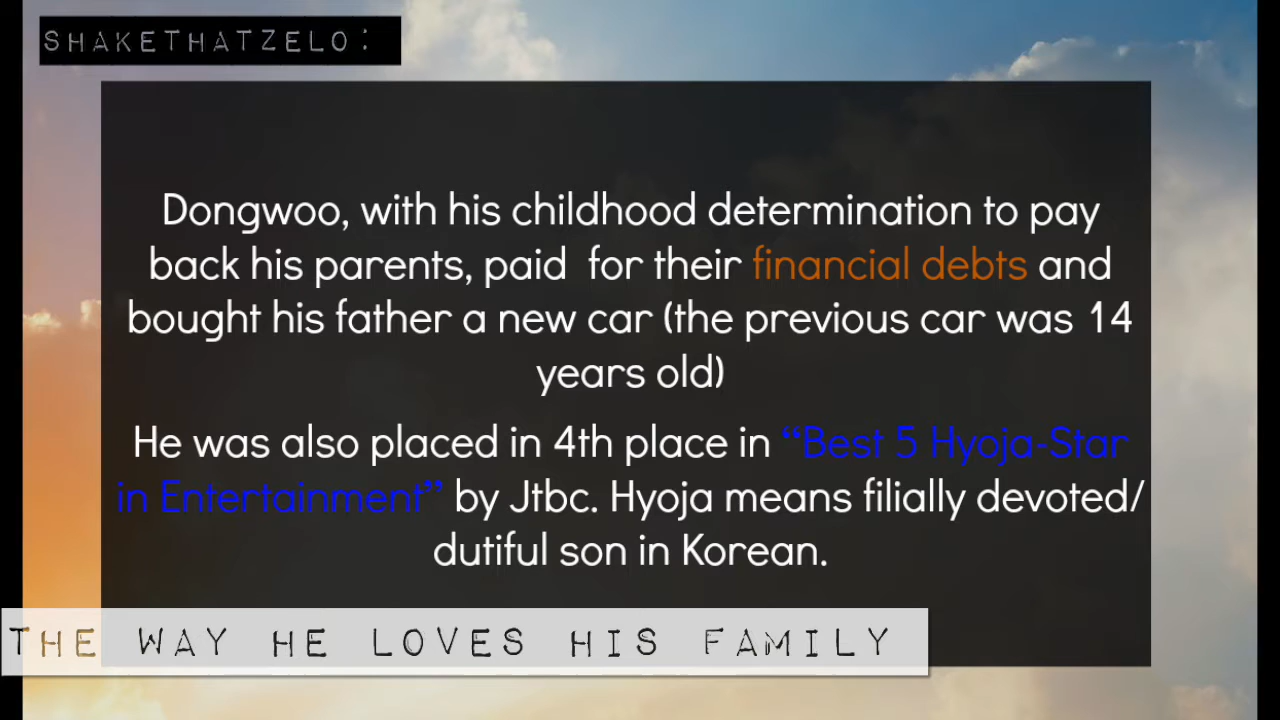 SHAKETHATZELO:
Dongwoo, with his childhood determination to pay
back his parents, paid  for their financial debts and
bought his father a new car (the previous car was 14
years old)
He was also placed in 4th place in “Best 5 Hyoja-Star
in Entertainment” by Jtbc. Hyoja means filially devoted/
dutiful son in Korean.
THE WAY HE LOVES HIS FAMILY